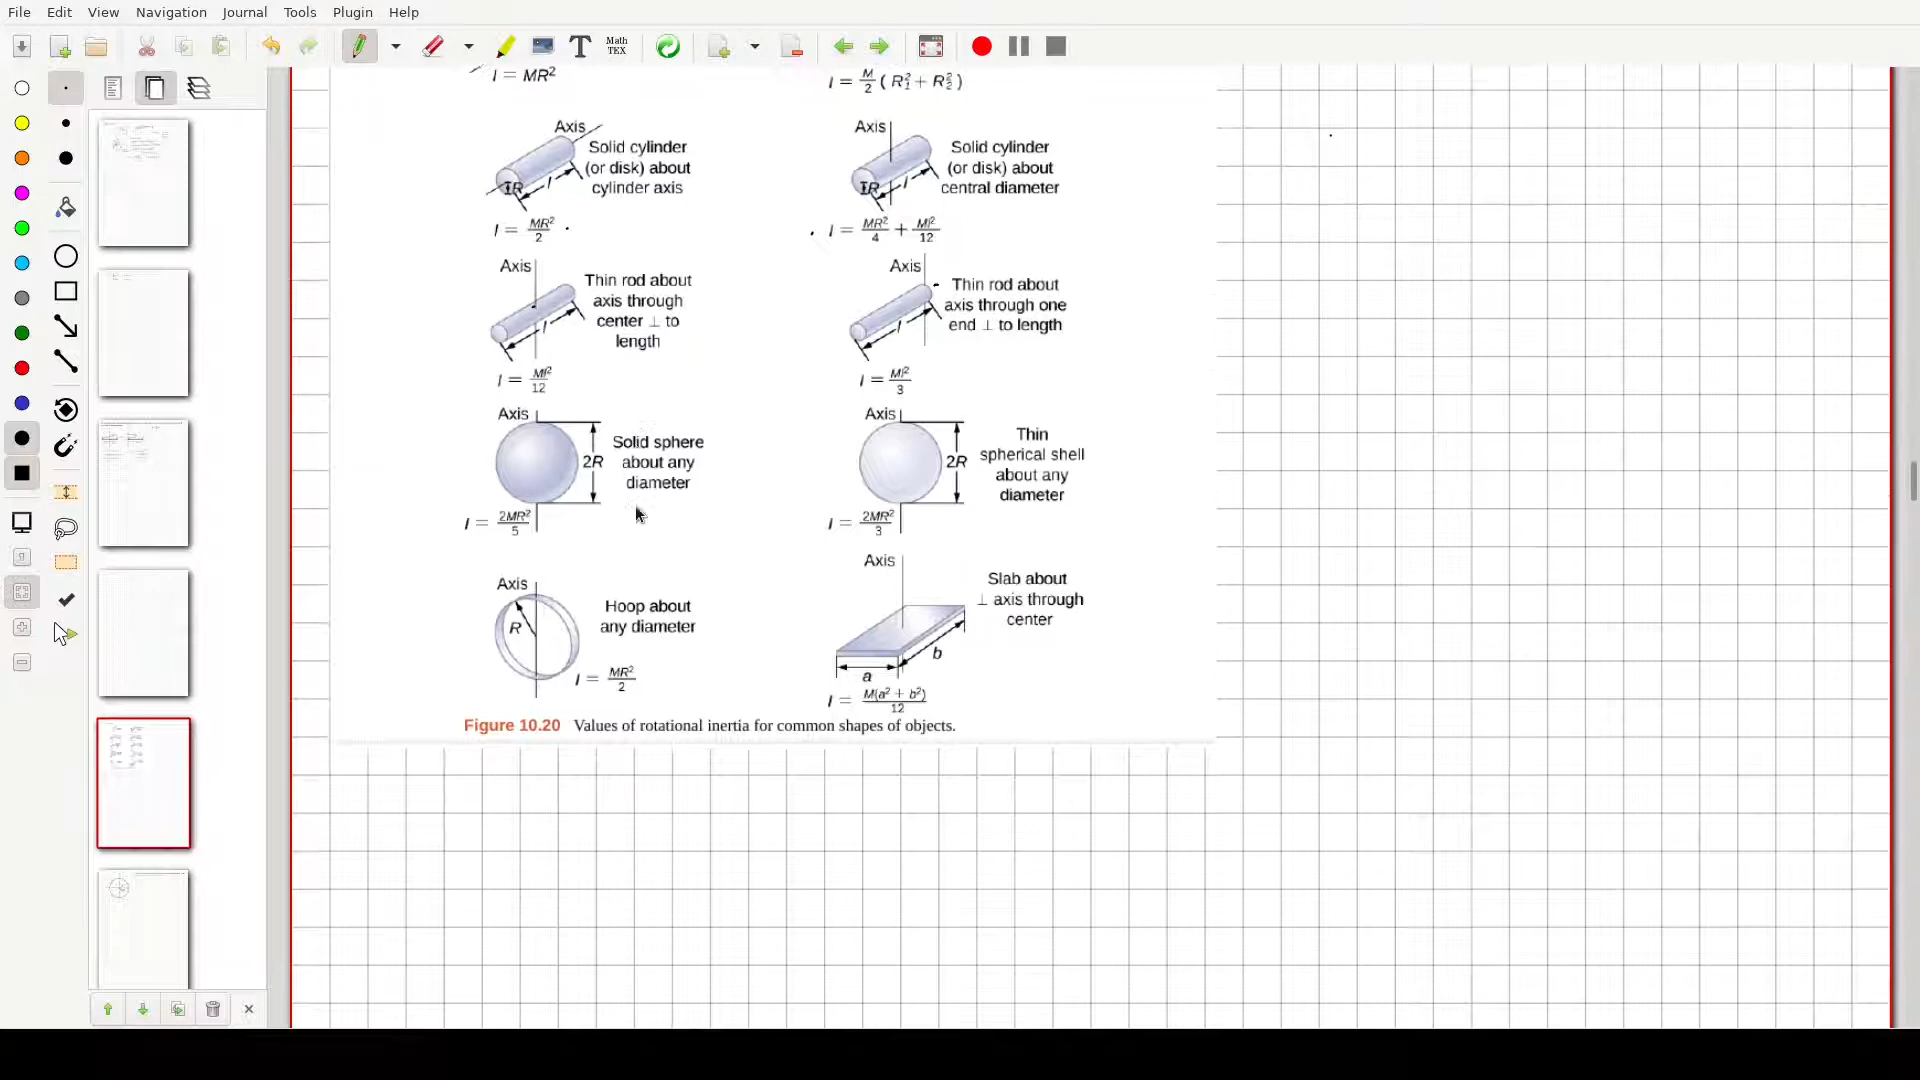 File Edit View Navigation Journal Tools Plugin Help
T Math TEX
I = MR²
I = M/2 ( R₁² + R₂² )
Axis
Solid cylinder
(or disk) about
cylinder axis
R
l
I = MR²/2
Axis
Solid cylinder
(or disk) about
central diameter
R
l
I = MR²/4 + Ml²/12
Axis
Thin rod about
axis through
center ⊥ to
length
l
I = Ml²/12
Axis
Thin rod about
axis through one
end ⊥ to length
l
I = Ml²/3
Axis
2R
Solid sphere
about any
diameter
I = 2MR²/5
Axis
2R
Thin
spherical shell
about any
diameter
I = 2MR²/3
Axis
R
Hoop about
any diameter
I = MR²/2
Axis
Slab about
⊥ axis through
center
b
a
I = M(a² + b²)/12
Figure 10.20 Values of rotational inertia for common shapes of objects.